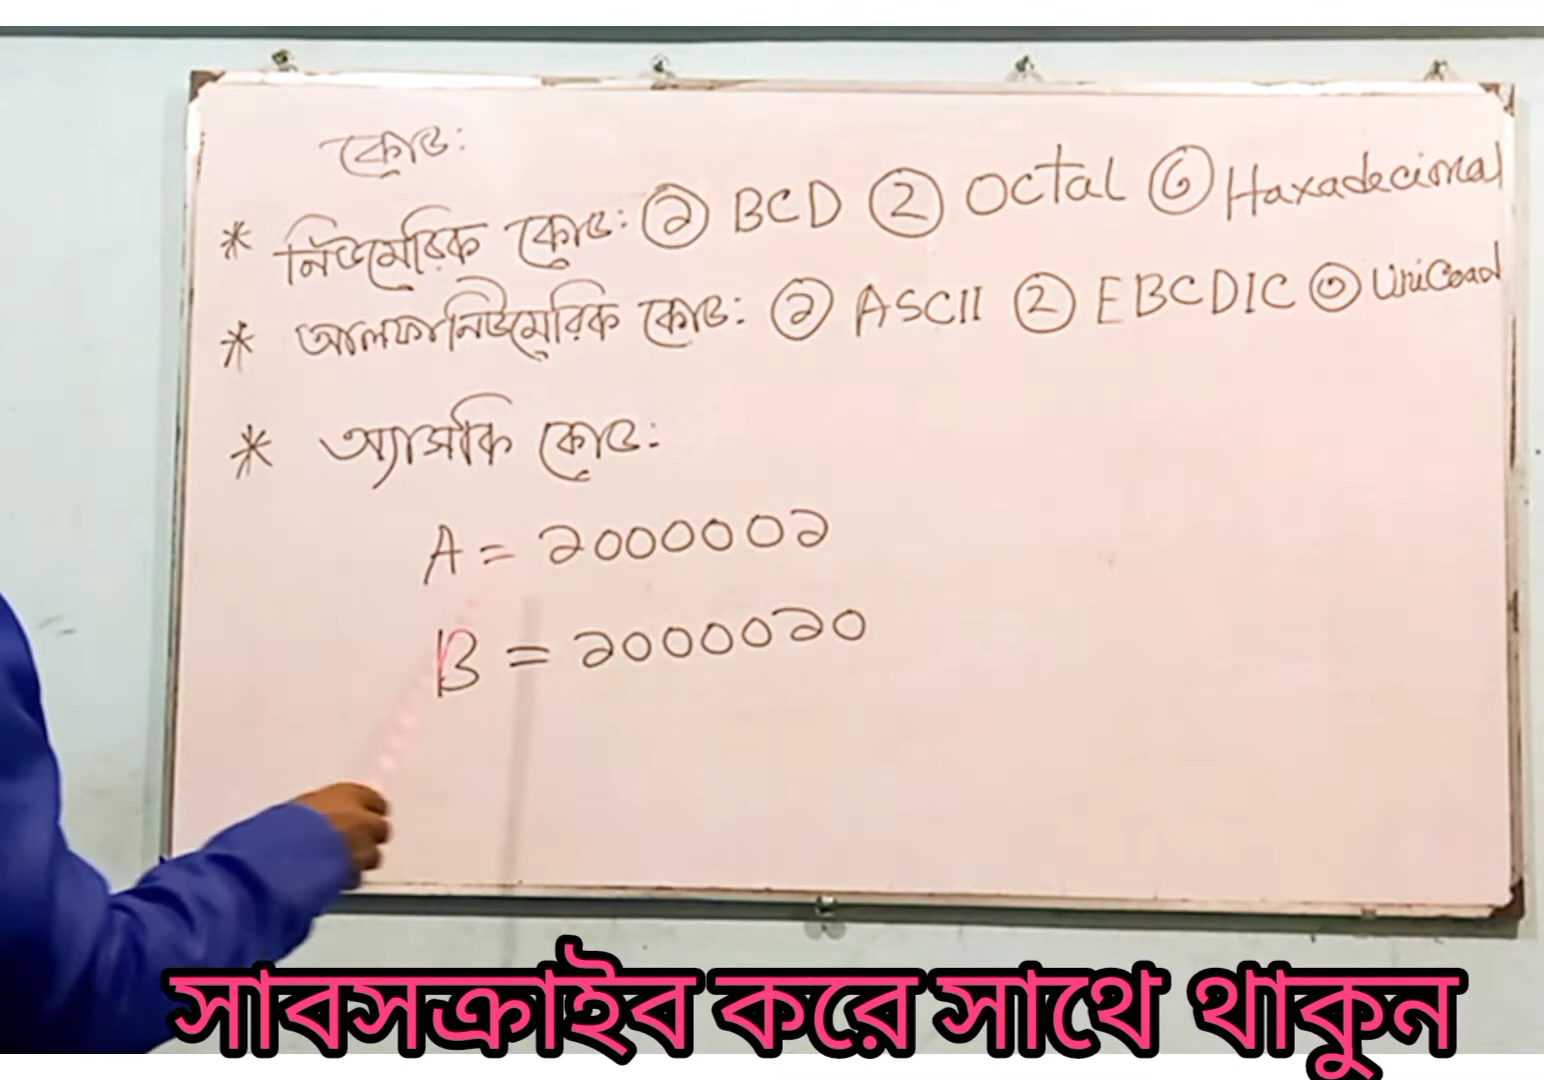 কোড:
* নিউমেরিক কোড: ১ BCD ২ Octal ৩ Haxadecimal
* আলফানিউমেরিক কোড: ১ ASCII ২ EBCDIC ৩ UniCoad
* অ্যাসকি কোড:
A = ১০০০০০১
B = ১০০০০১০
সাবসক্রাইব করে সাথে থাকুন